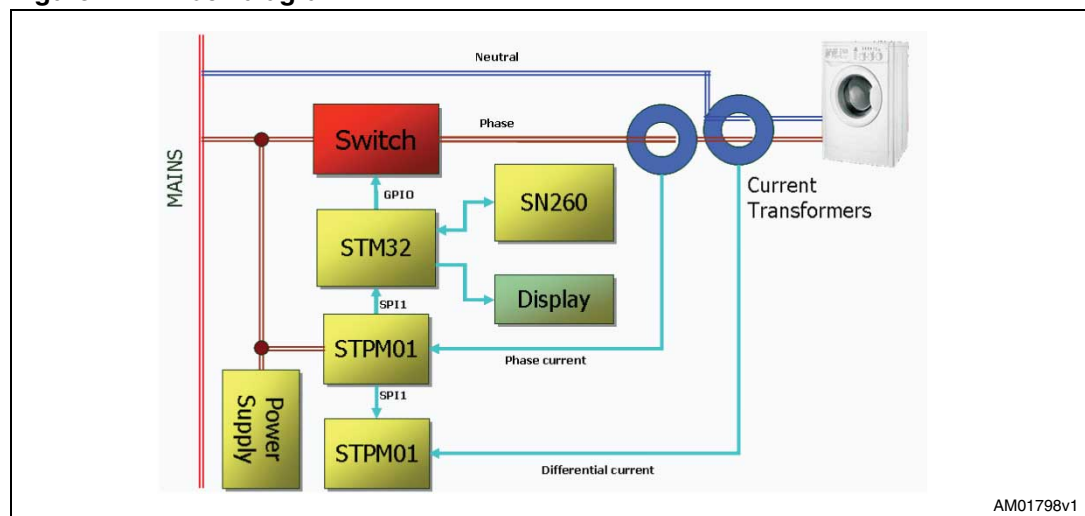 Neutral
MAINS
Switch
Phase
GPIO
SN260
Current
Transformers
STM32
SPI1
Display
STPM01
Phase current
SPI1
Power
Supply
STPM01
Differential current
AM01798v1